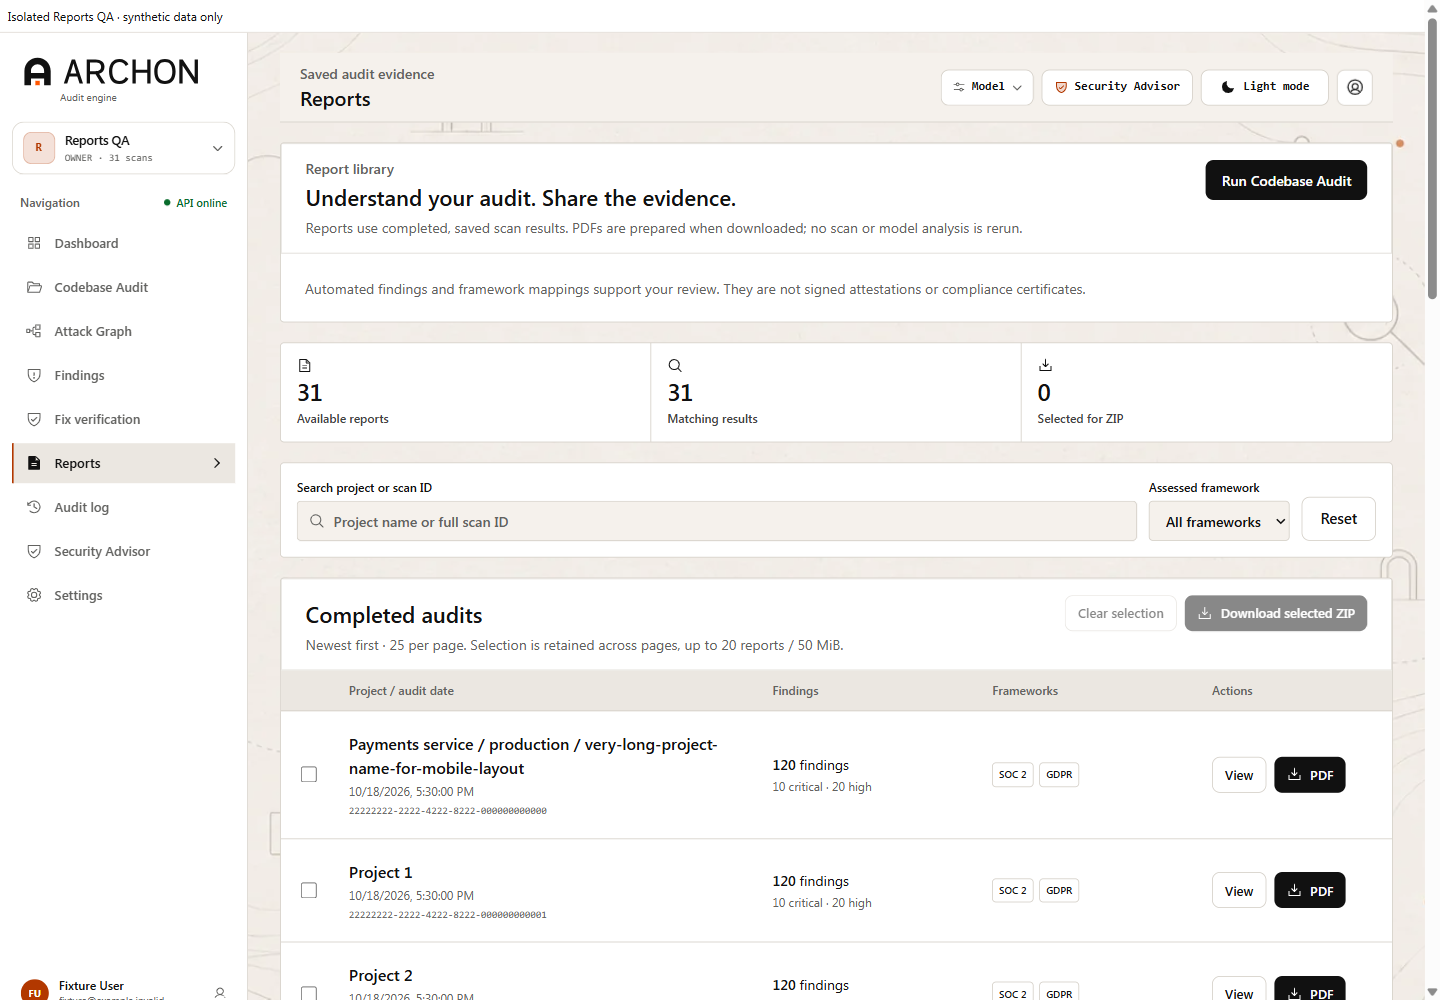 Isolated Reports QA · synthetic data only
ARCHON
Audit engine
R
Reports QA
OWNER · 31 scans
Navigation
API online
Dashboard
Codebase Audit
Attack Graph
Findings
Fix verification
Reports
Audit log
Security Advisor
Settings
FU
Fixture User
fixture@example.invalid
Saved audit evidence
Reports
Model
Security Advisor
Light mode
Report library
Understand your audit. Share the evidence.
Reports use completed, saved scan results. PDFs are prepared when downloaded; no scan or model analysis is rerun.
Run Codebase Audit
Automated findings and framework mappings support your review. They are not signed attestations or compliance certificates.
31
Available reports
31
Matching results
0
Selected for ZIP
Search project or scan ID
Project name or full scan ID
Assessed framework
All frameworks
Reset
Completed audits
Newest first · 25 per page. Selection is retained across pages, up to 20 reports / 50 MiB.
Clear selection
Download selected ZIP
Project / audit date
Findings
Frameworks
Actions
Payments service / production / very-long-project-
name-for-mobile-layout
10/18/2026, 5:30:00 PM
22222222-2222-4222-8222-000000000000
120 findings
10 critical · 20 high
SOC 2
GDPR
View
PDF
Project 1
10/18/2026, 5:30:00 PM
22222222-2222-4222-8222-000000000001
120 findings
10 critical · 20 high
SOC 2
GDPR
View
PDF
Project 2
10/18/2026, 5:30:00 PM
120 findings
SOC 2
GDPR
View
PDF